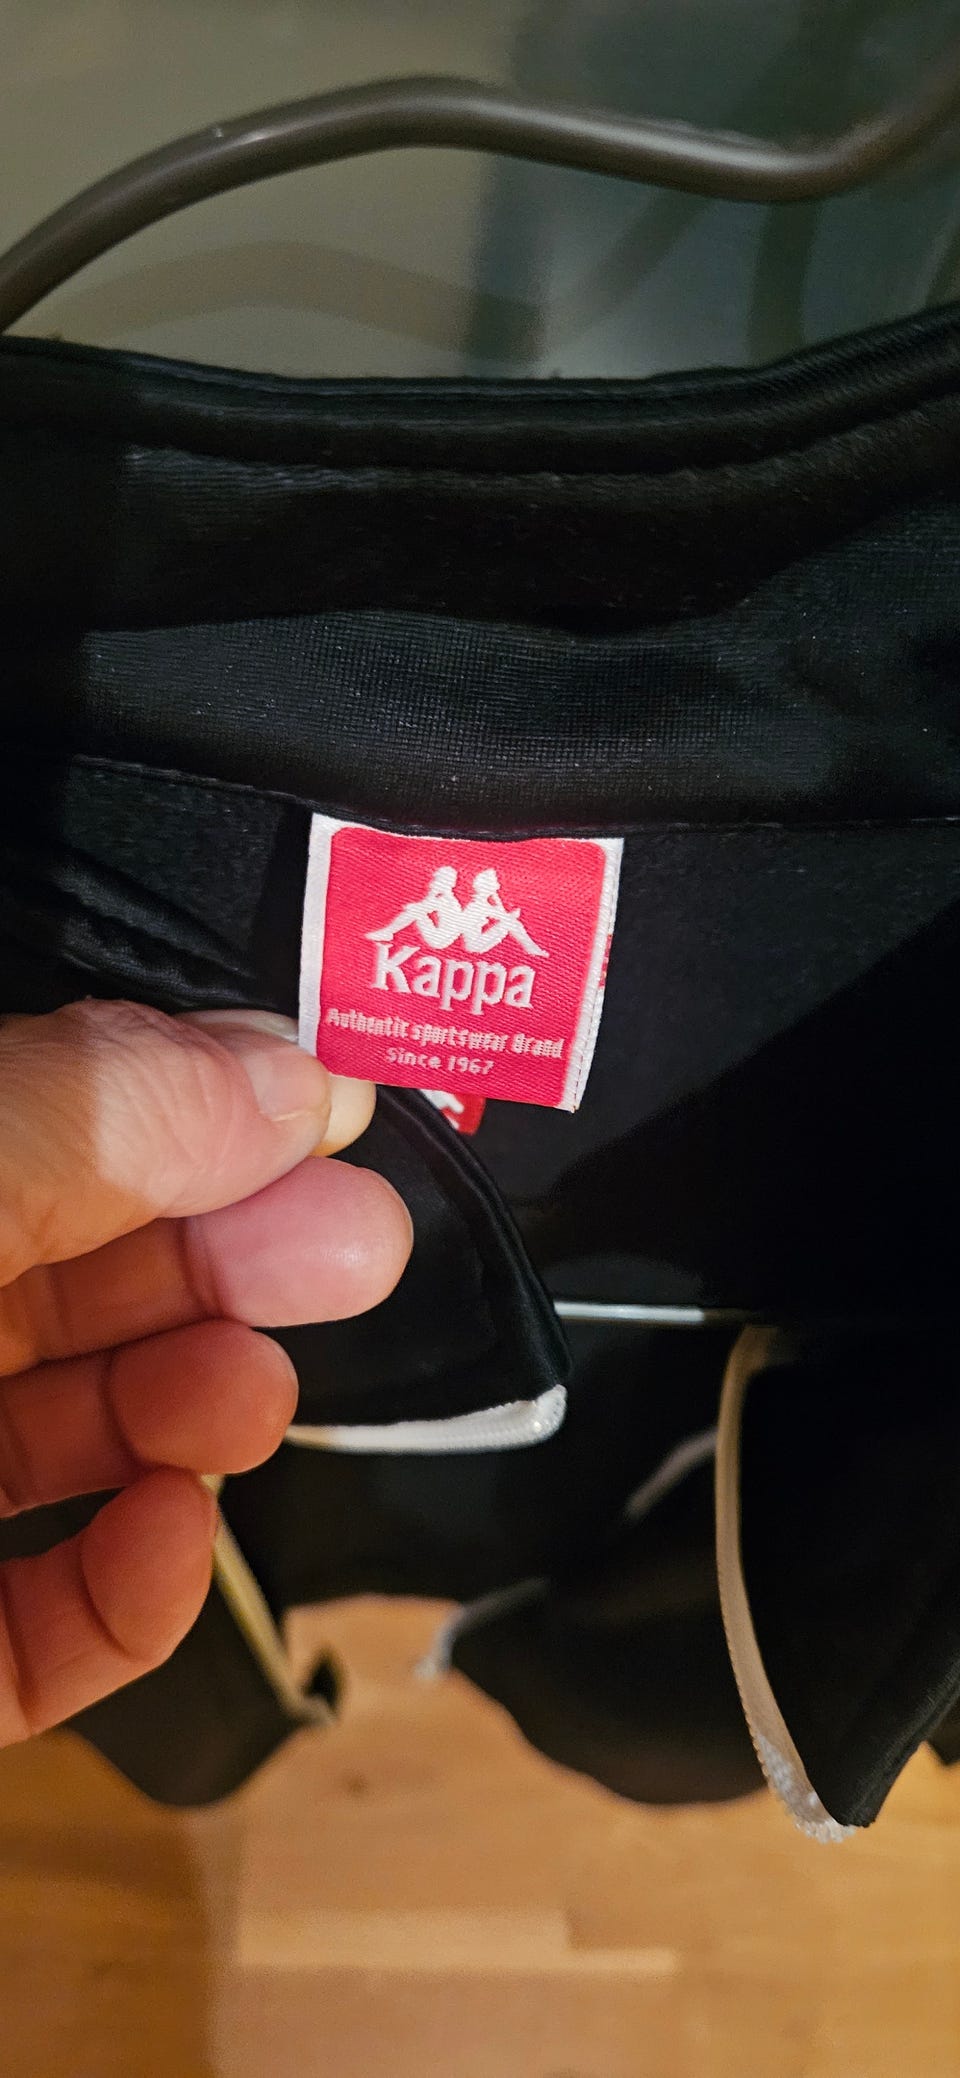 Kappa
Authentic sportswear Brand
Since 1967